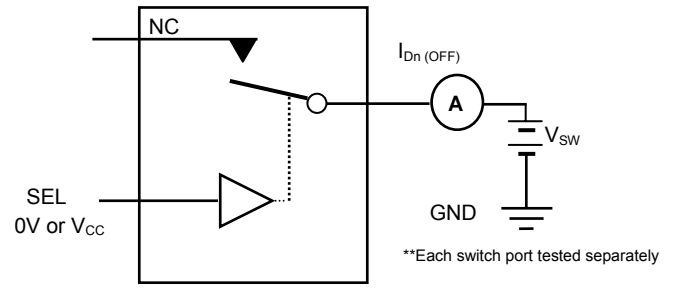 NC
I_Dn (OFF)
A
V_SW
SEL
0V or V_CC
GND
**Each switch port tested separately